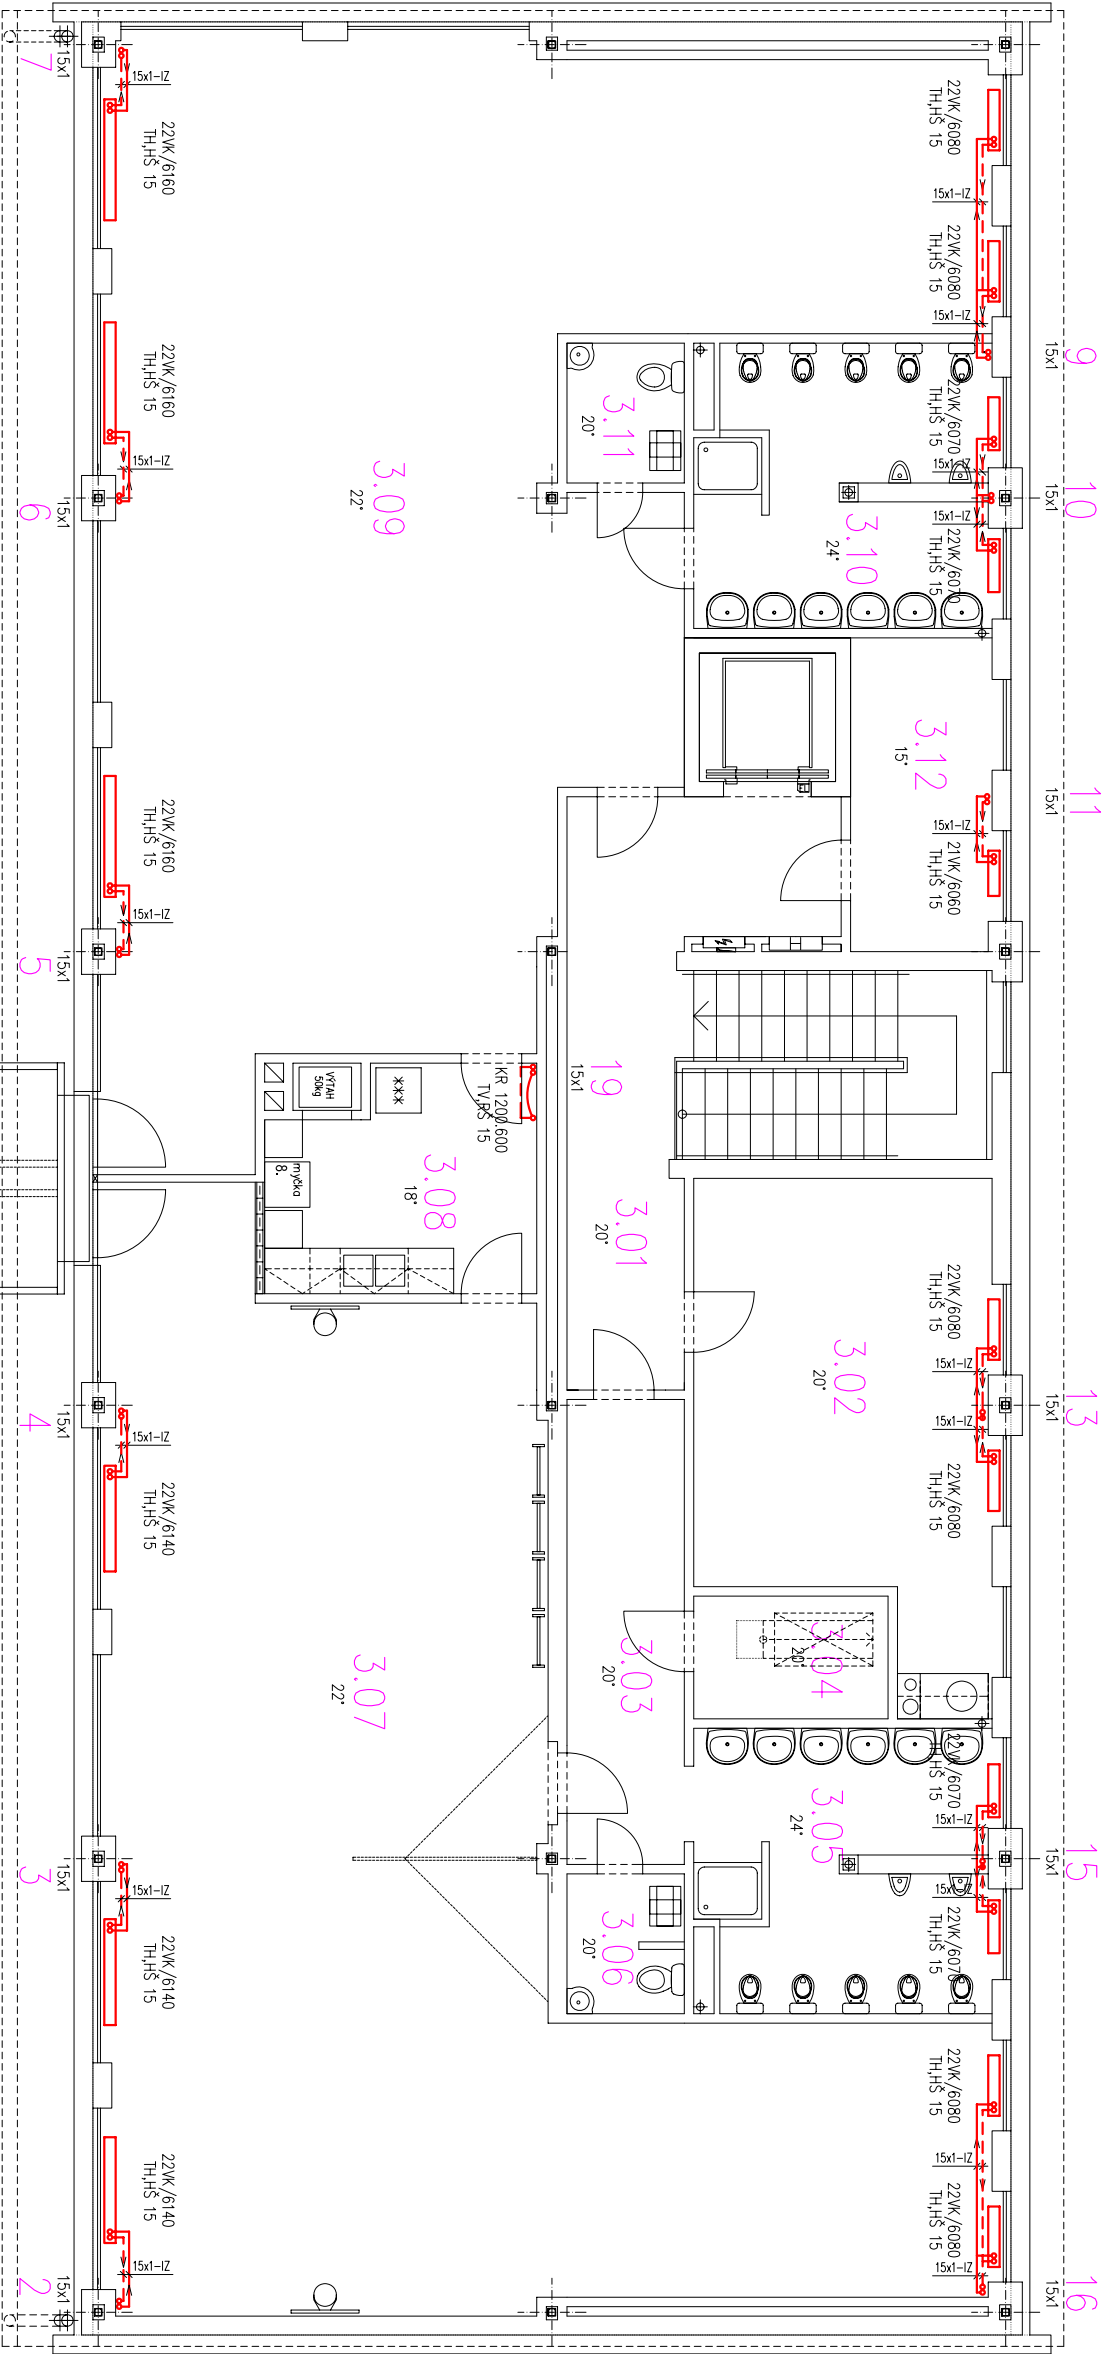 9
10
11
13
15
16
15x1
15x1
15x1
15x1
15x1
15x1
22VK/6080
TH,HŠ 15
15x1-IZ
22VK/6080
TH,HŠ 15
15x1-IZ
22VK/6070
TH,HŠ 15
15x1-IZ
15x1-IZ
22VK/6070
TH,HŠ 15
15x1-IZ
21VK/6060
TH,HŠ 15
22VK/6080
TH,HŠ 15
15x1-IZ
15x1-IZ
22VK/6080
TH,HŠ 15
22VK/6070
TH,HŠ 15
15x1-IZ
15x1-IZ
22VK/6070
TH,HŠ 15
22VK/6080
TH,HŠ 15
15x1-IZ
22VK/6080
TH,HŠ 15
15x1-IZ
3.12
15°
3.10
24°
3.02
20°
3.04
20°
3.05
24°
3.11
20°
19
15x1
3.01
20°
3.03
20°
3.06
20°
KR 1200.600
TV,RŠ 15
3.09
22°
3.08
18°
VÝTAH
50kg
myčka
8.
3.07
22°
22VK/6160
TH,HŠ 15
15x1-IZ
22VK/6160
TH,HŠ 15
15x1-IZ
22VK/6160
TH,HŠ 15
15x1-IZ
22VK/6140
TH,HŠ 15
15x1-IZ
22VK/6140
TH,HŠ 15
15x1-IZ
22VK/6140
TH,HŠ 15
15x1-IZ
15x1
15x1
15x1
15x1
15x1
15x1
7
6
5
4
3
2